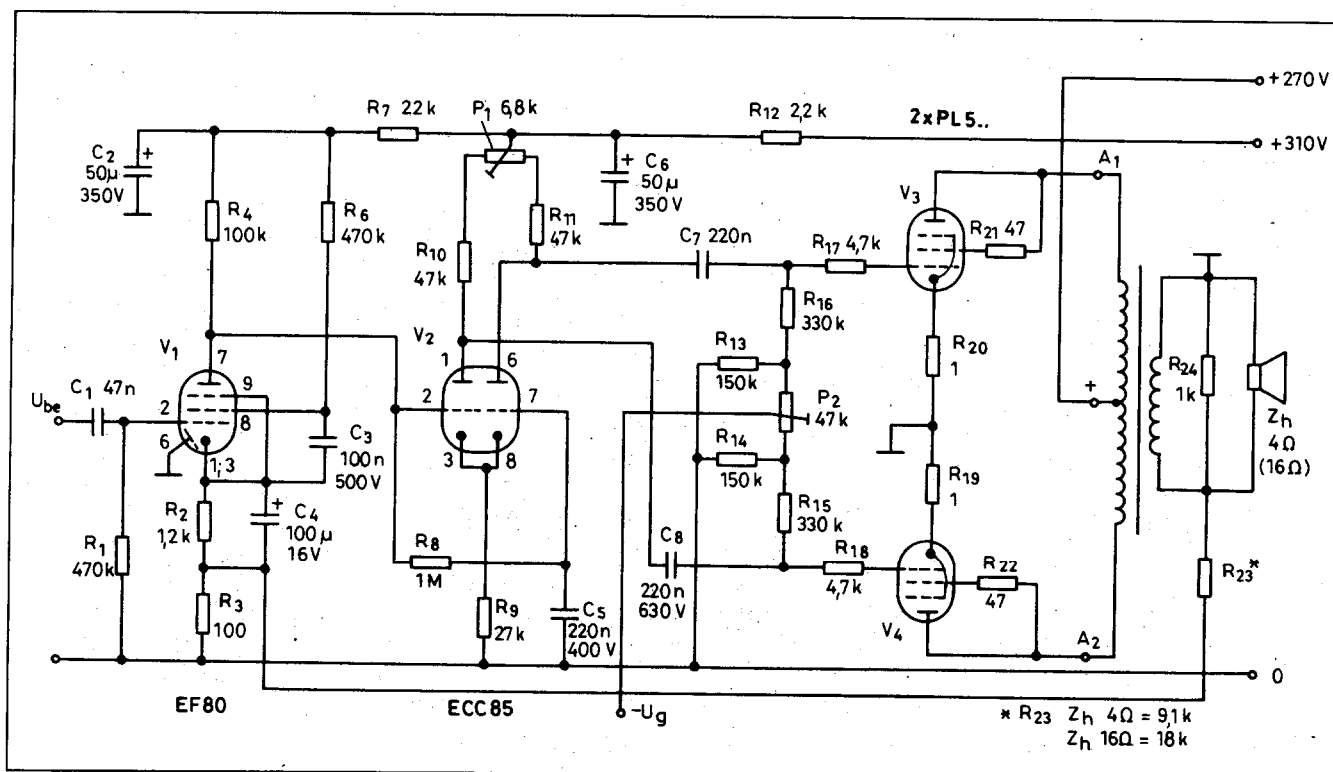 +270V
R7 22k
P1 6,8k
R12 2,2k
2xPL5..
+310V
C2
50µ
350V
+
R4
100k
R6
470k
R10
47k
R11
47k
+
C6
50µ
350V
C7 220n
R17 4,7k
V3
R21 47
A1
R16
330k
R13
150k
P2
47k
R14
150k
R15
330k
R20
1
R19
1
+
R24
1k
Zh
4Ω
(16Ω)
V1
7
9
8
2
6
1;3
V2
1
6
2
7
3
8
Ube
C1 47n
C3
100n
500V
R2
1,2k
+
C4
100µ
16V
R1
470k
R3
100
R8
1M
R9
27k
C5
220n
400V
C8
220n
630V
R18
4,7k
R22
47
V4
A2
R23*
0
EF80
ECC85
-Ug
* R23 Zh 4Ω = 9,1k
Zh 16Ω = 18k